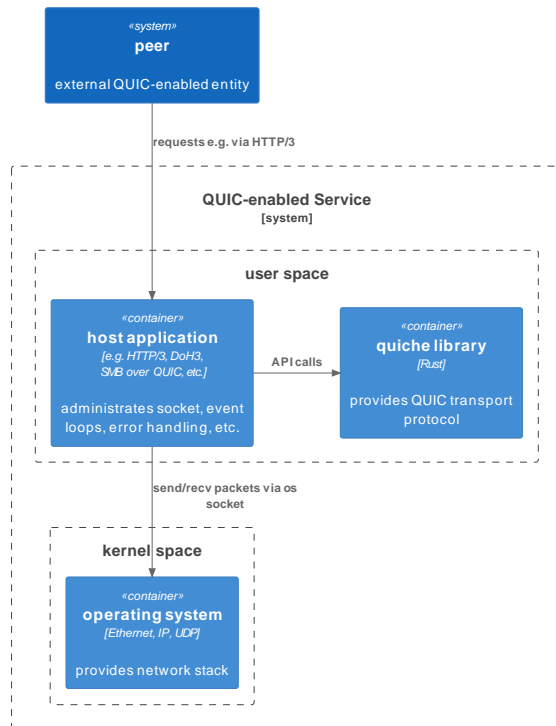 «system»
peer
external QUIC-enabled entity
requests e.g. via HTTP/3
QUIC-enabled Service
[system]
user space
«container»
host application
[e.g. HTTP/3, DoH3,
SMB over QUIC, etc.]
administrates socket, event
loops, error handling, etc.
API calls
«container»
quiche library
[Rust]
provides QUIC transport
protocol
send/recv packets via os
socket
kernel space
«container»
operating system
[Ethernet, IP, UDP]
provides network stack